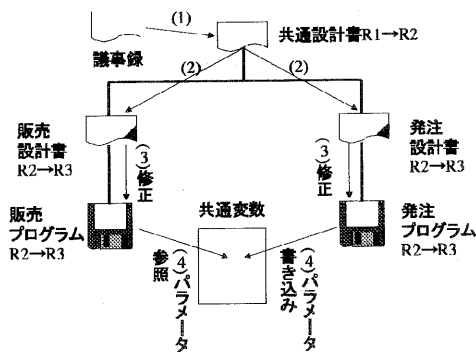 (1)
議事録
共通設計書R1→R2
(2)
(2)
販売
設計書
R2→R3
(3)修正
発注
設計書
R2→R3
(3)修正
販売
プログラム
R2→R3
共通変数
発注
プログラム
R2→R3
(4)パラメータ
参照
(4)パラメータ
書き込み